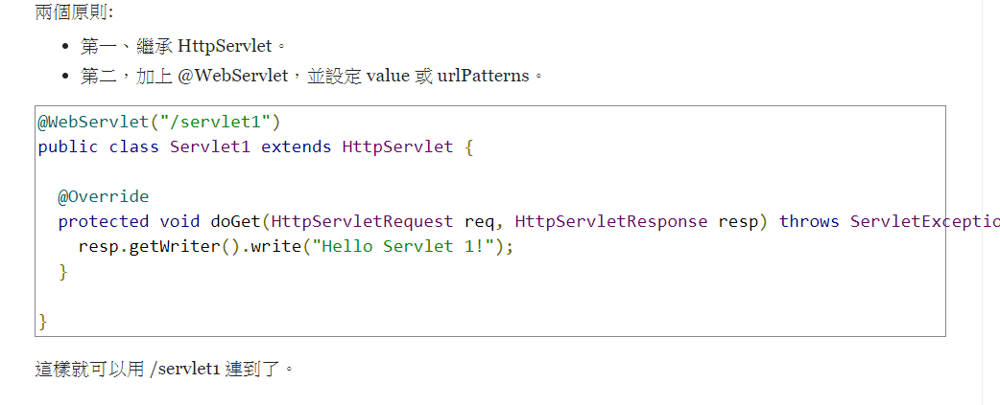 兩個原則:
• 第一、繼承 HttpServlet。
• 第二，加上 @WebServlet，並設定 value 或 urlPatterns。
@WebServlet("/servlet1")
public class Servlet1 extends HttpServlet {
@Override
protected void doGet(HttpServletRequest req, HttpServletResponse resp) throws ServletExceptio
resp.getWriter().write("Hello Servlet 1!");
}
}
這樣就可以用 /servlet1 連到了。